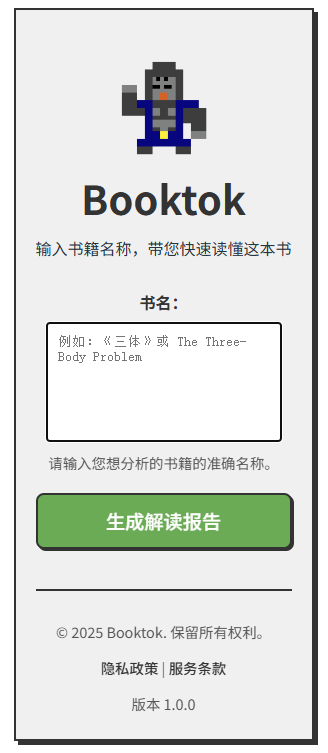 Booktok
输入书籍名称，带您快速读懂这本书
书名：
例如：《三体》或 The Three-
Body Problem
请输入您想分析的书籍的准确名称。
生成解读报告
© 2025 Booktok. 保留所有权利。
隐私政策 | 服务条款
版本 1.0.0